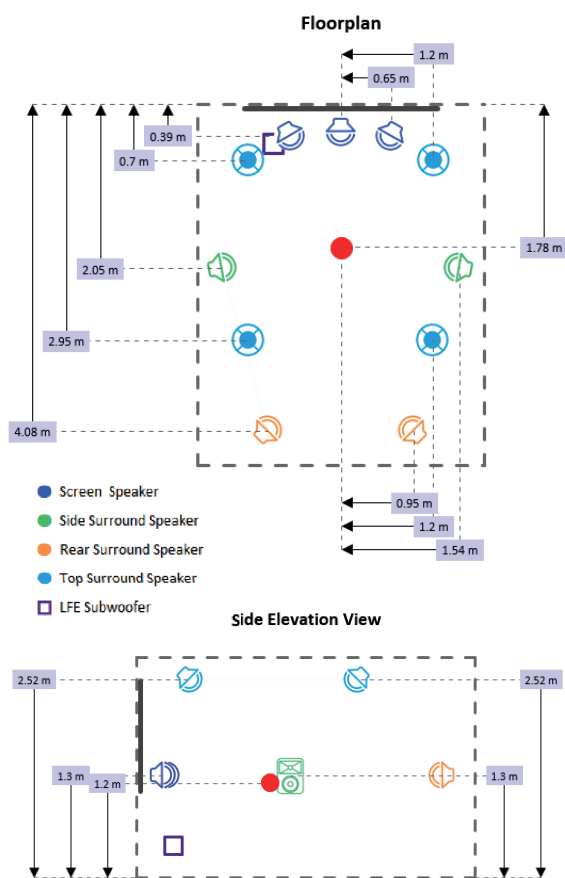 Floorplan
1.2 m
0.65 m
0.39 m
0.7 m
1.78 m
2.05 m
2.95 m
4.08 m
0.95 m
1.2 m
1.54 m
Screen Speaker
Side Surround Speaker
Rear Surround Speaker
Top Surround Speaker
LFE Subwoofer
Side Elevation View
2.52 m
2.52 m
1.3 m
1.2 m
1.3 m